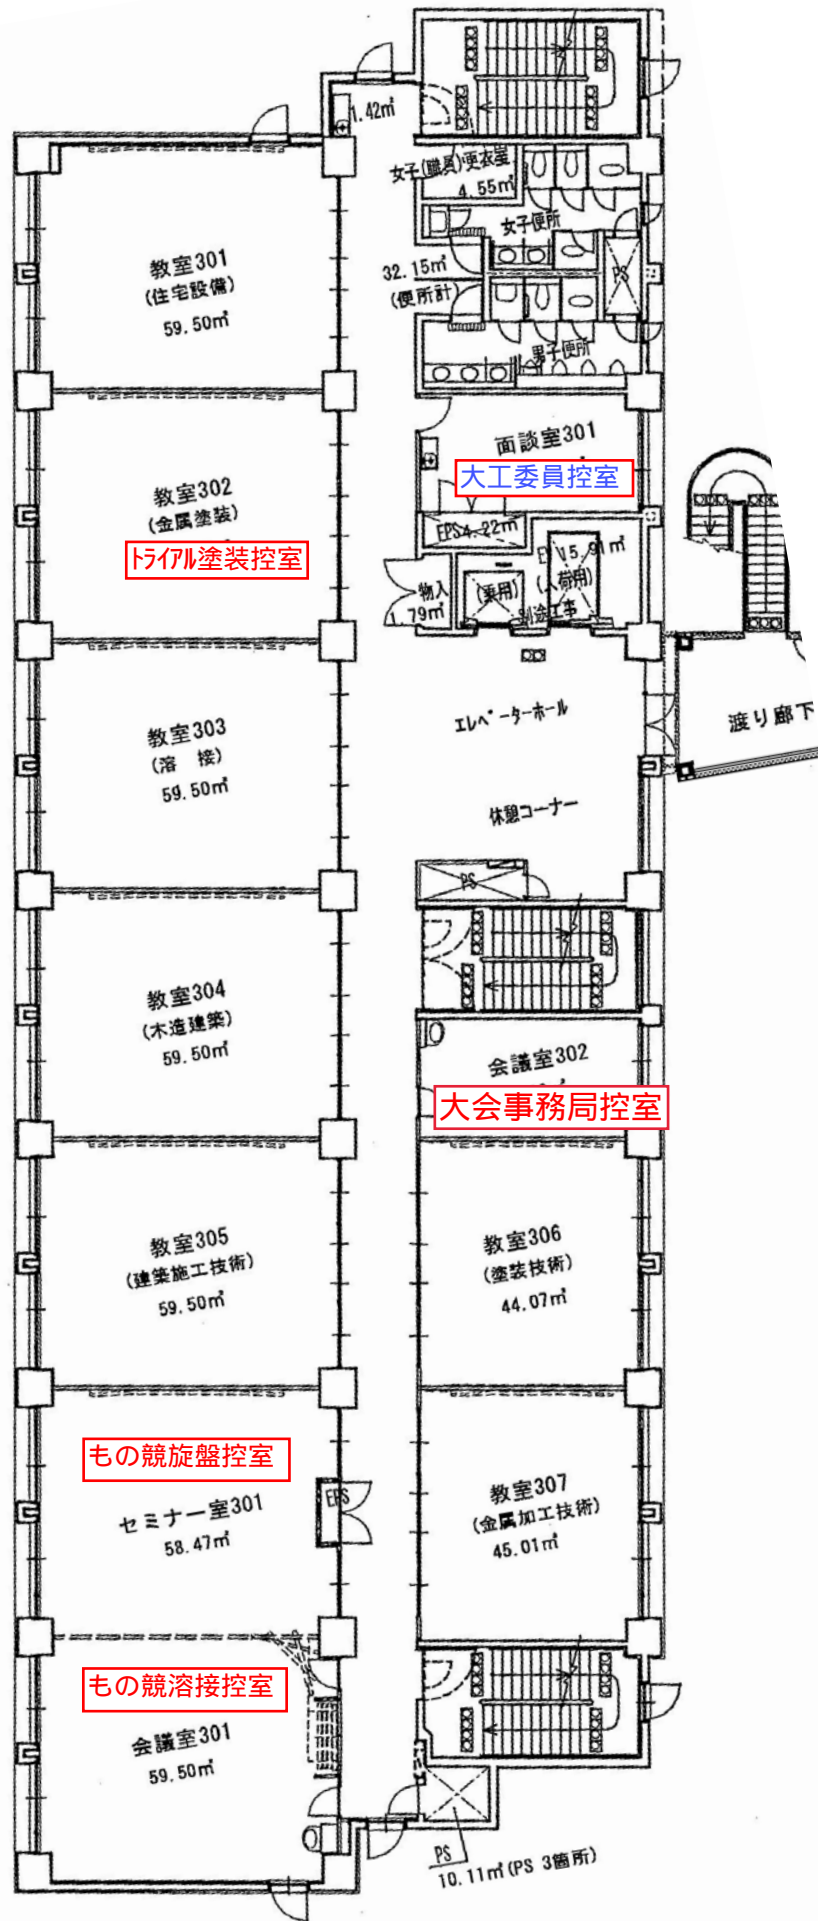 1.42㎡
女子(職員)更衣室
4.55㎡
女子便所
教室301
(住宅設備)
59.50㎡
32.15㎡
(便所計)
PS
男子便所
面談室301
大工委員控室
教室302
(金属塗装)
トライアル塗装控室
EPS4.22㎡
物入
1.79㎡
(乗用)
別途工事
エレベーターホール
渡り廊下
教室303
(溶 接)
59.50㎡
休憩コーナー
PS
教室304
(木造建築)
59.50㎡
会議室302
大会事務局控室
教室305
(建築施工技術)
59.50㎡
教室306
(塗装技術)
44.07㎡
もの競旋盤控室
セミナー室301
58.47㎡
EPS
教室307
(金属加工技術)
45.01㎡
もの競溶接控室
会議室301
59.50㎡
PS
10.11㎡(PS 3箇所)